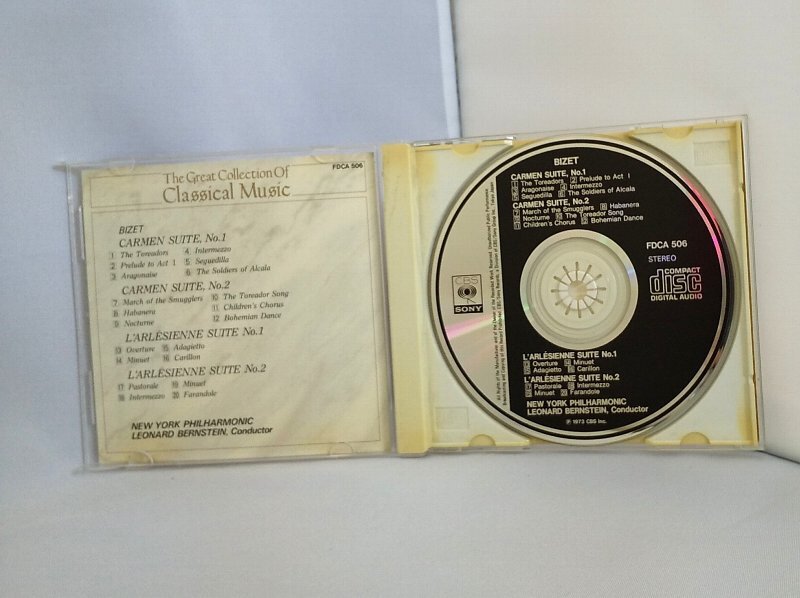 The Great Collection Of
FDCA 506
Classical Music
BIZET
CARMEN SUITE, No.1
1 The Toreadors 4 Intermezzo
2 Prelude to Act 1 5 Seguedilla
3 Aragonaise 6 The Soldiers of Alcala
CARMEN SUITE, No.2
7 March of the Smugglers 10 The Toreador Song
8 Habanera 11 Children's Chorus
9 Nocturne 12 Bohemian Dance
L'ARLÉSIENNE SUITE No.1
13 Overture 15 Adagietto
14 Minuet 16 Carillon
L'ARLÉSIENNE SUITE No.2
17 Pastorale 19 Minuet
18 Intermezzo 20 Farandole
NEW YORK PHILHARMONIC
LEONARD BERNSTEIN, Conductor
BIZET
CARMEN SUITE, No.1
1 The Toreadors 2 Prelude to Act 1
3 Aragonaise 4 Intermezzo
5 Seguedilla 6 The Soldiers of Alcala
CARMEN SUITE, No.2
7 March of the Smugglers 8 Habanera
9 Nocturne 10 The Toreador Song
11 Children's Chorus 12 Bohemian Dance
FDCA 506
STEREO
COMPACT
disc
DIGITAL AUDIO
CBS
SONY
L'ARLÉSIENNE SUITE No.1
13 Overture 14 Minuet
15 Adagietto 16 Carillon
L'ARLÉSIENNE SUITE No.2
17 Pastorale 18 Intermezzo
19 Minuet 20 Farandole
NEW YORK PHILHARMONIC
LEONARD BERNSTEIN, Conductor
℗ 1973 CBS Inc.